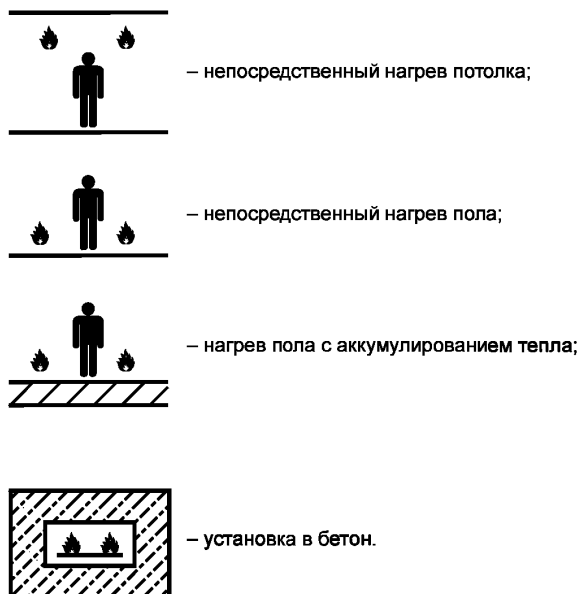 – непосредственный нагрев потолка;
– непосредственный нагрев пола;
– нагрев пола с аккумулированием тепла;
– установка в бетон.